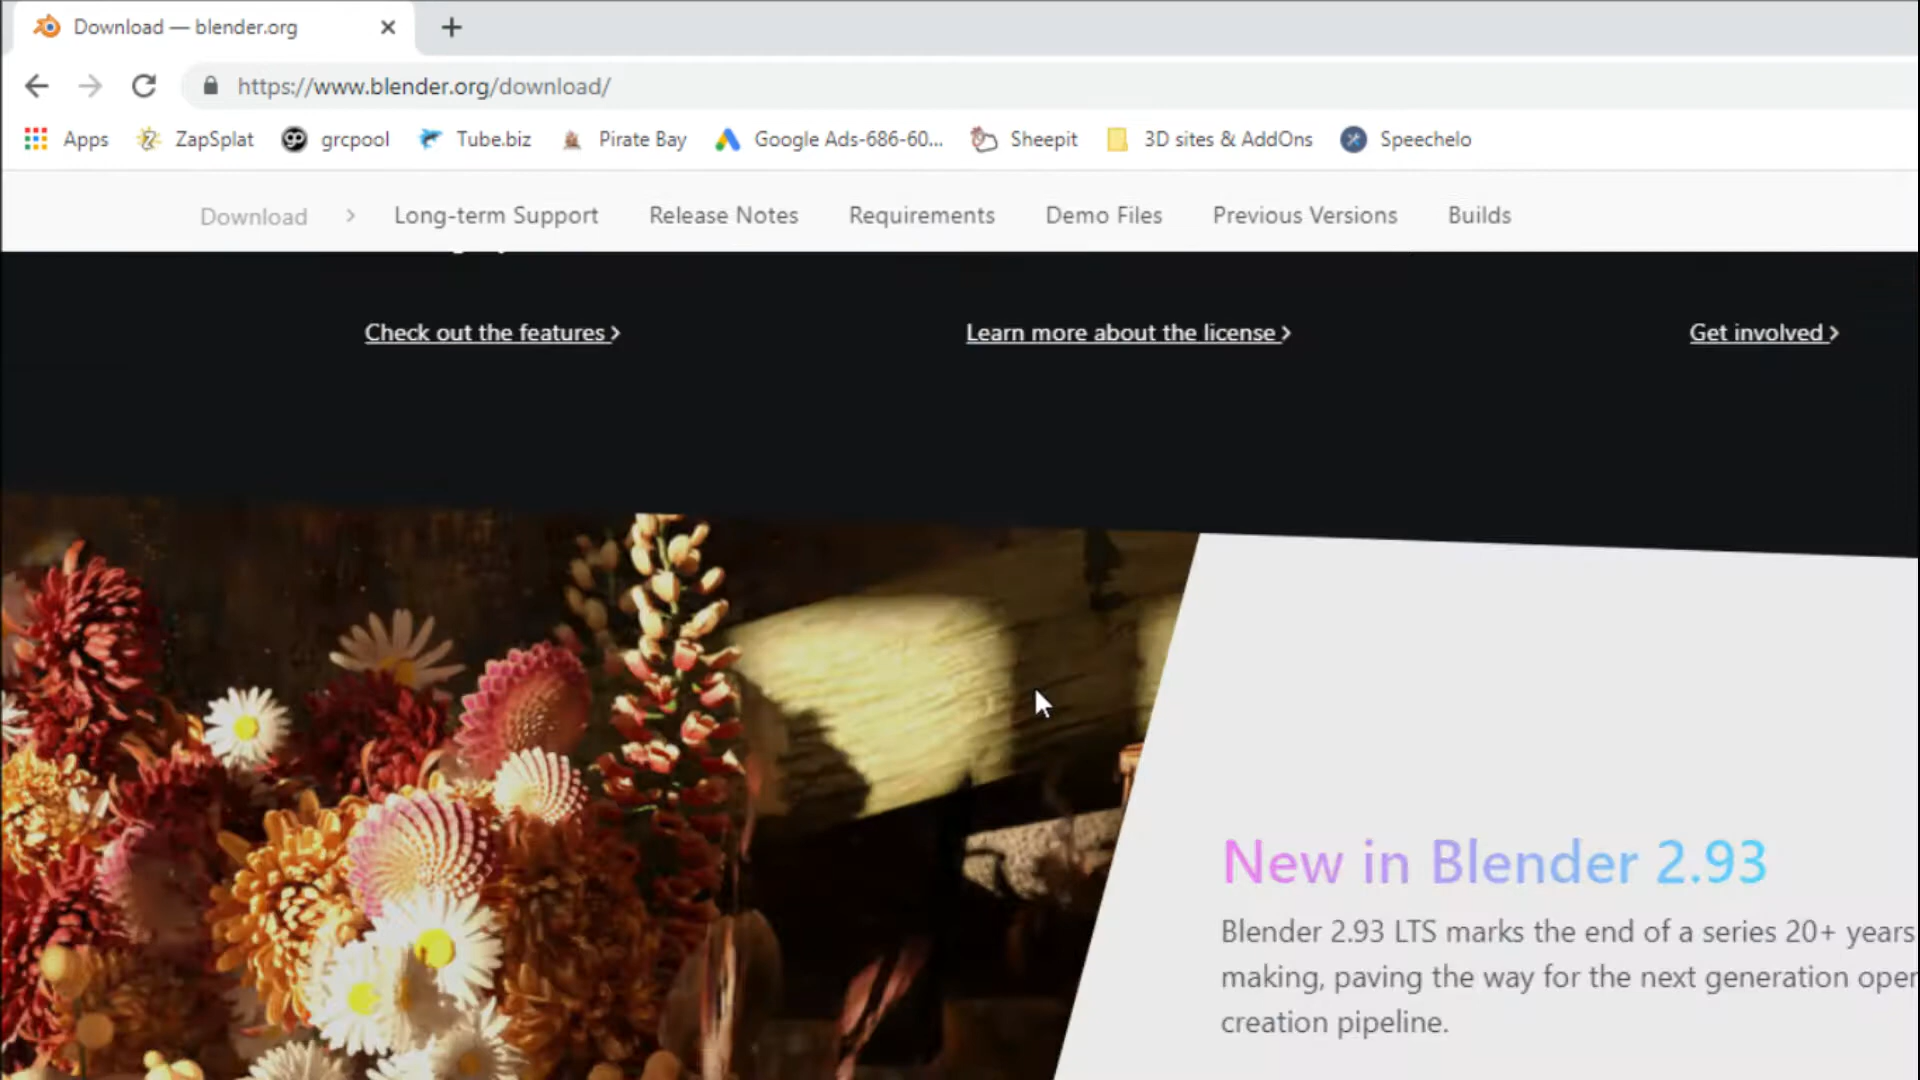 Download — blender.org
https://www.blender.org/download/
Apps ZapSplat grcpool Tube.biz Pirate Bay Google Ads-686-60... Sheepit 3D sites & AddOns Speechelo
Download > Long-term Support Release Notes Requirements Demo Files Previous Versions Builds
Check out the features > Learn more about the license > Get involved >
New in Blender 2.93
Blender 2.93 LTS marks the end of a series 20+ years
making, paving the way for the next generation oper
creation pipeline.